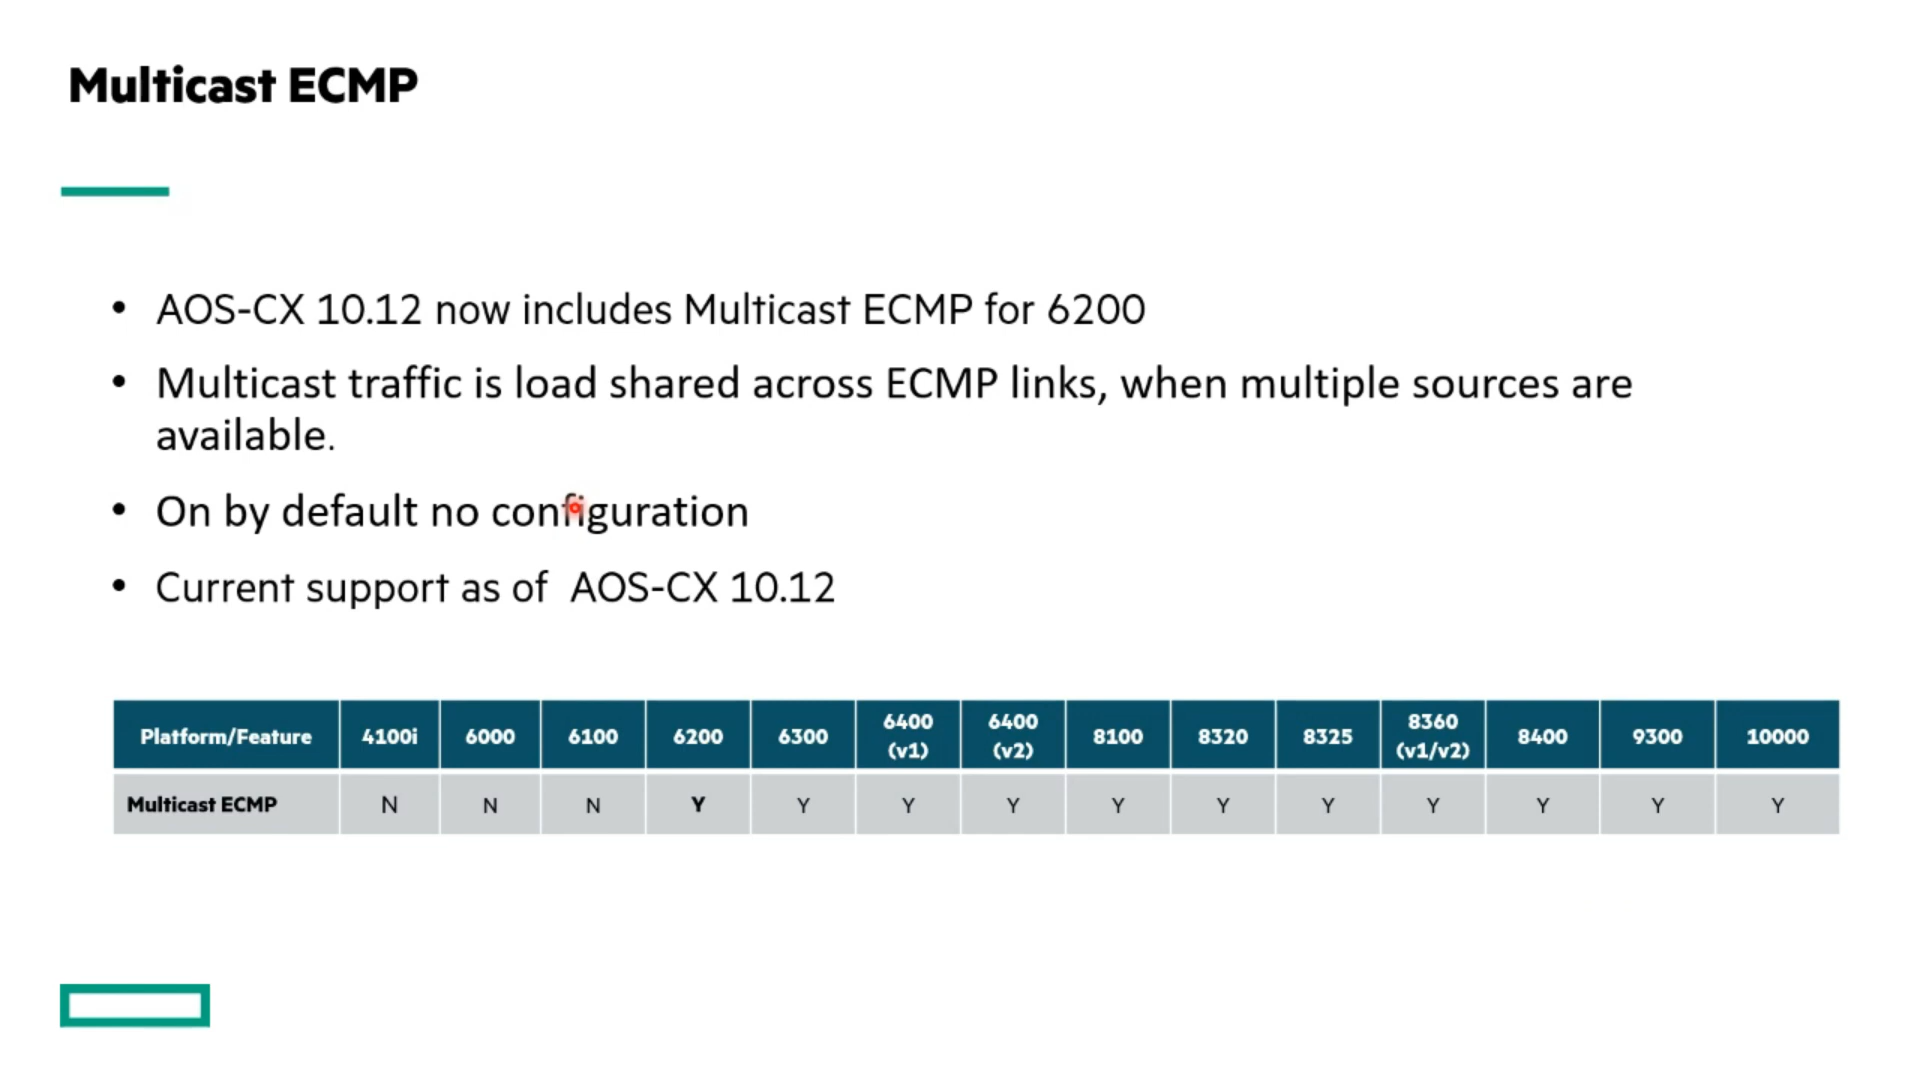 Multicast ECMP
• AOS-CX 10.12 now includes Multicast ECMP for 6200
• Multicast traffic is load shared across ECMP links, when multiple sources are
available.
• On by default no configuration
• Current support as of  AOS-CX 10.12
Platform/Feature 4100i 6000 6100 6200 6300 6400 (v1) 6400 (v2) 8100 8320 8325 8360 (v1/v2) 8400 9300 10000
Multicast ECMP N N N Y Y Y Y Y Y Y Y Y Y Y